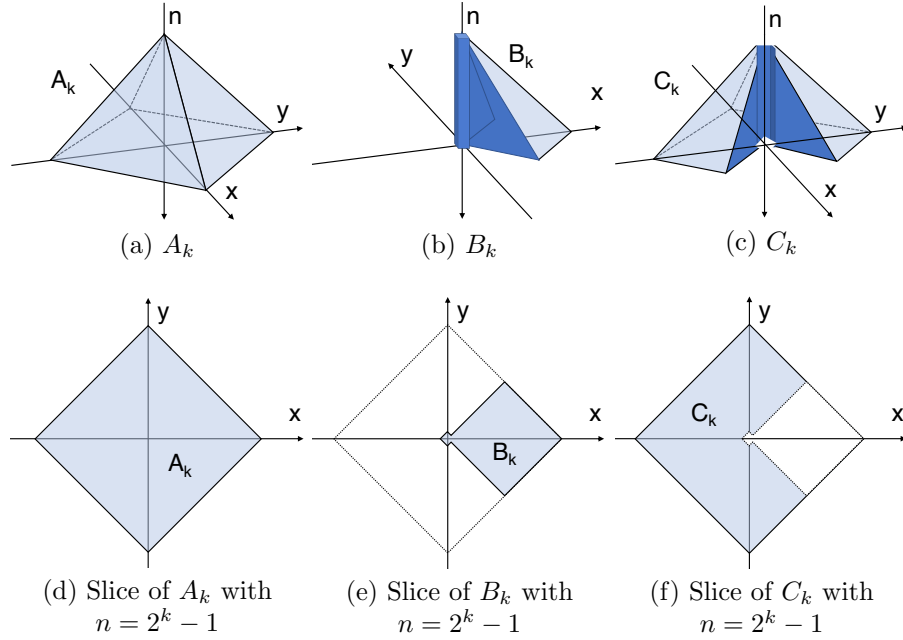 n
A_k
y
x
(a) A_k
n
y
B_k
x
(b) B_k
n
C_k
y
x
(c) C_k
y
x
A_k
(d) Slice of A_k with
n = 2^k − 1
y
x
B_k
(e) Slice of B_k with
n = 2^k − 1
y
C_k
x
(f) Slice of C_k with
n = 2^k − 1